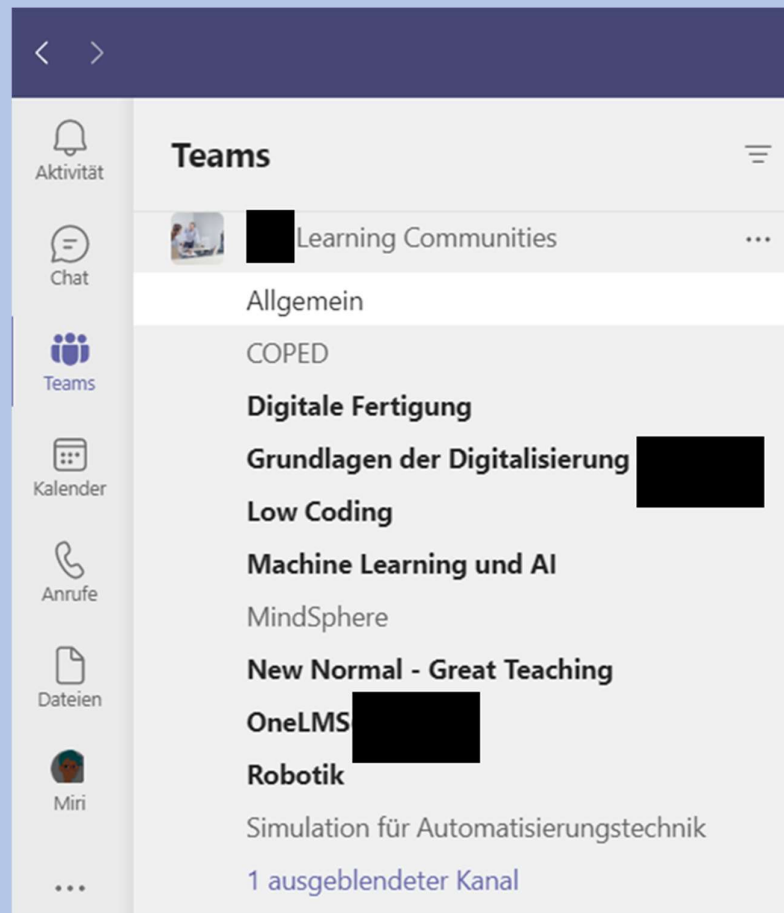 Aktivität
Chat
Teams
Kalender
Anrufe
Dateien
Miri
Teams
Learning Communities
Allgemein
COPED
Digitale Fertigung
Grundlagen der Digitalisierung
Low Coding
Machine Learning und AI
MindSphere
New Normal - Great Teaching
OneLMS
Robotik
Simulation für Automatisierungstechnik
1 ausgeblendeter Kanal